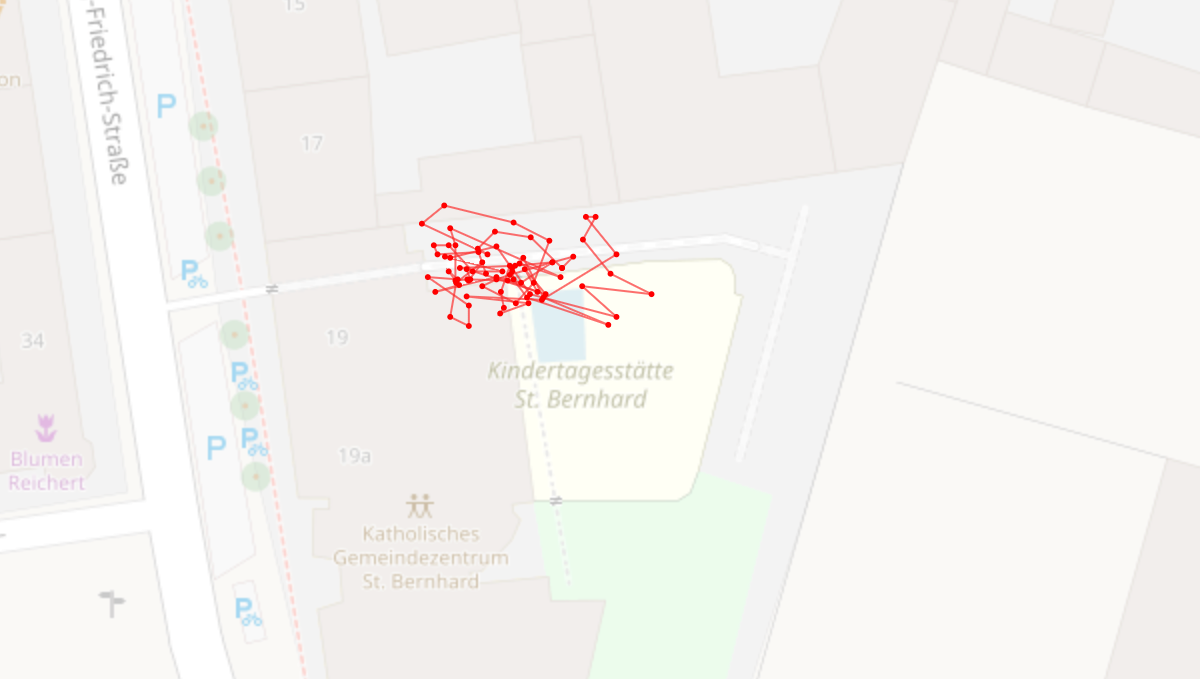 15
-Friedrich-Straße
on
P
17
P
34
19
P
Kindertagesstätte
St. Bernhard
P
P
19a
Blumen
Reichert
Katholisches
Gemeindezentrum
St. Bernhard
P